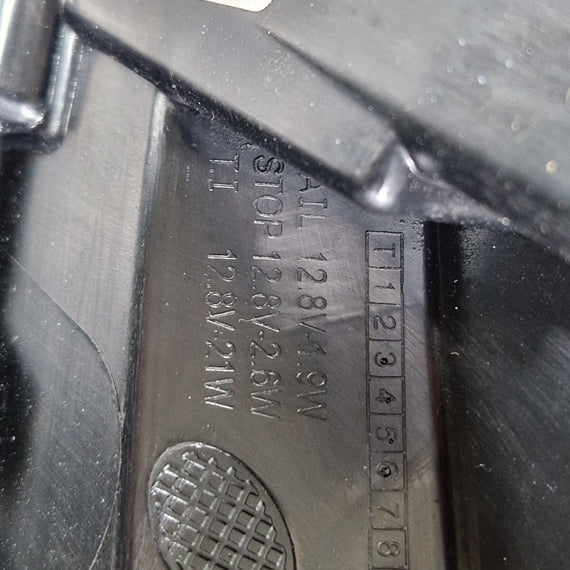 AIL 12.8V-1.9W
STOP 12.8V-2.6W
T.I 12.8V-21W
T 1 2 3 4 5 6 7 8